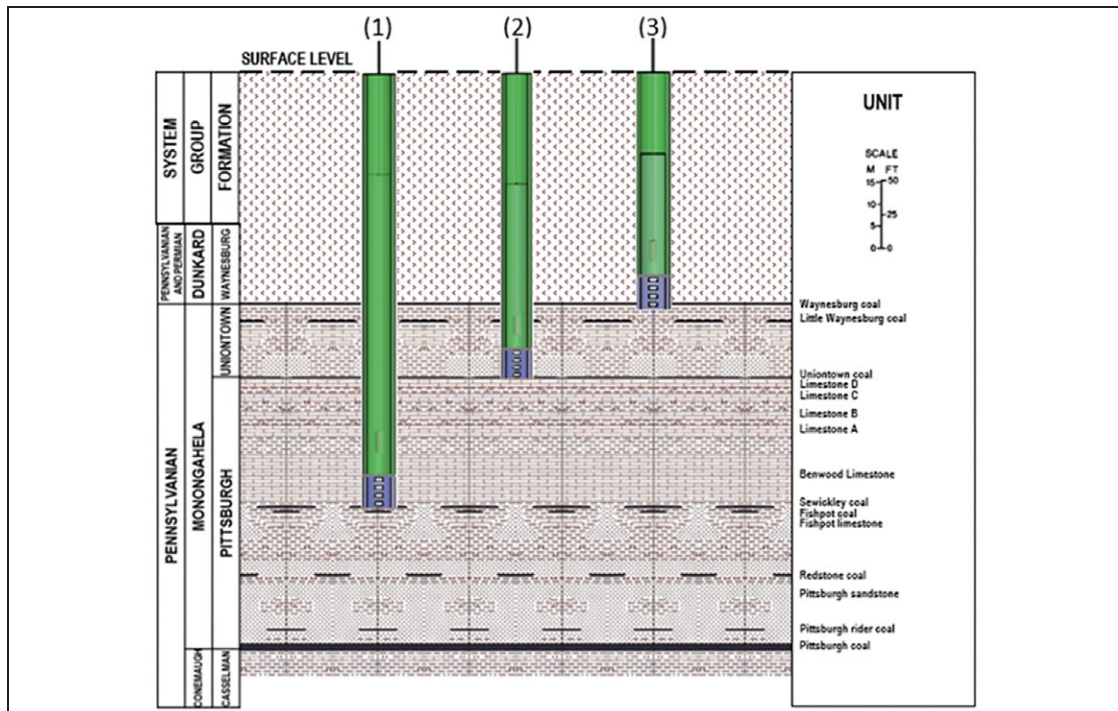 (1)
(2)
(3)
SURFACE LEVEL
SYSTEM
GROUP
FORMATION
UNIT
SCALE
M FT
15 50
10
25
5
0 0
PENNSYLVANIAN
AND PERMIAN
DUNKARD
WAYNESBURG
Waynesburg coal
Little Waynesburg coal
UNIONTOWN
Uniontown coal
Limestone D
Limestone C
Limestone B
Limestone A
PENNSYLVANIAN
MONONGAHELA
PITTSBURGH
Benwood Limestone
Sewickley coal
Fishpot coal
Fishpot limestone
Redstone coal
Pittsburgh sandstone
Pittsburgh rider coal
Pittsburgh coal
CONEMAUGH
CASSELMAN